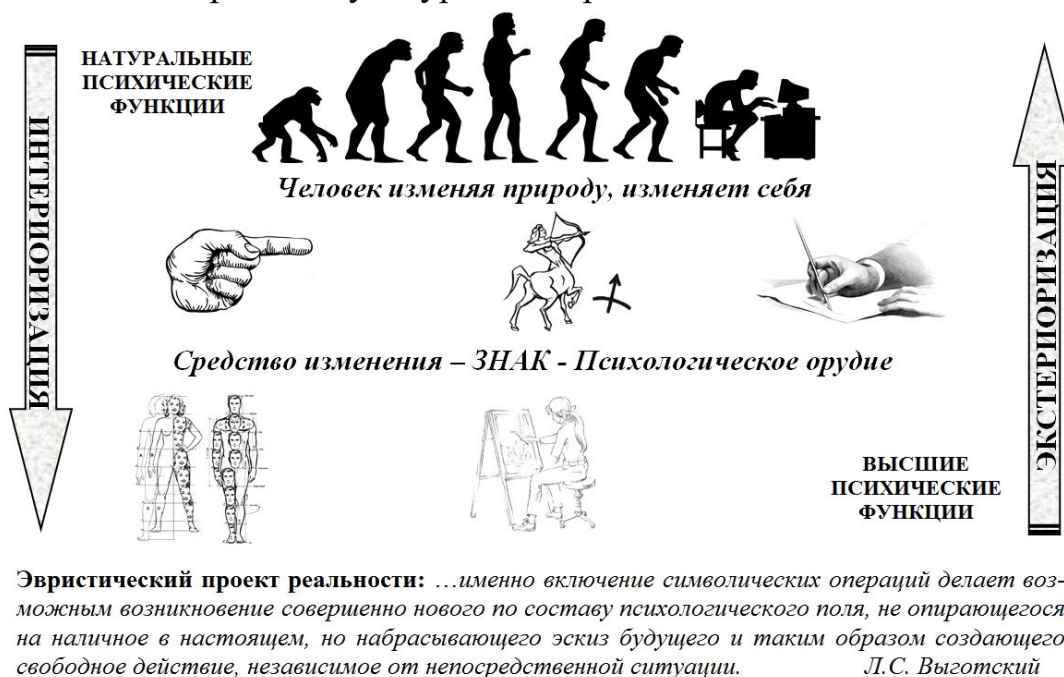 НАТУРАЛЬНЫЕ
ПСИХИЧЕСКИЕ
ФУНКЦИИ
ИНТЕРИОРИЗАЦИЯ
ЭКСТЕРИОРИЗАЦИЯ
Человек изменяя природу, изменяет себя
Средство изменения – ЗНАК - Психологическое орудие
ВЫСШИЕ
ПСИХИЧЕСКИЕ
ФУНКЦИИ
Эвристический проект реальности: …именно включение символических операций делает воз-
можным возникновение совершенно нового по составу психологического поля, не опирающегося
на наличное в настоящем, но набрасывающего эскиз будущего и таким образом создающего
свободное действие, независимое от непосредственной ситуации. Л.С. Выготский